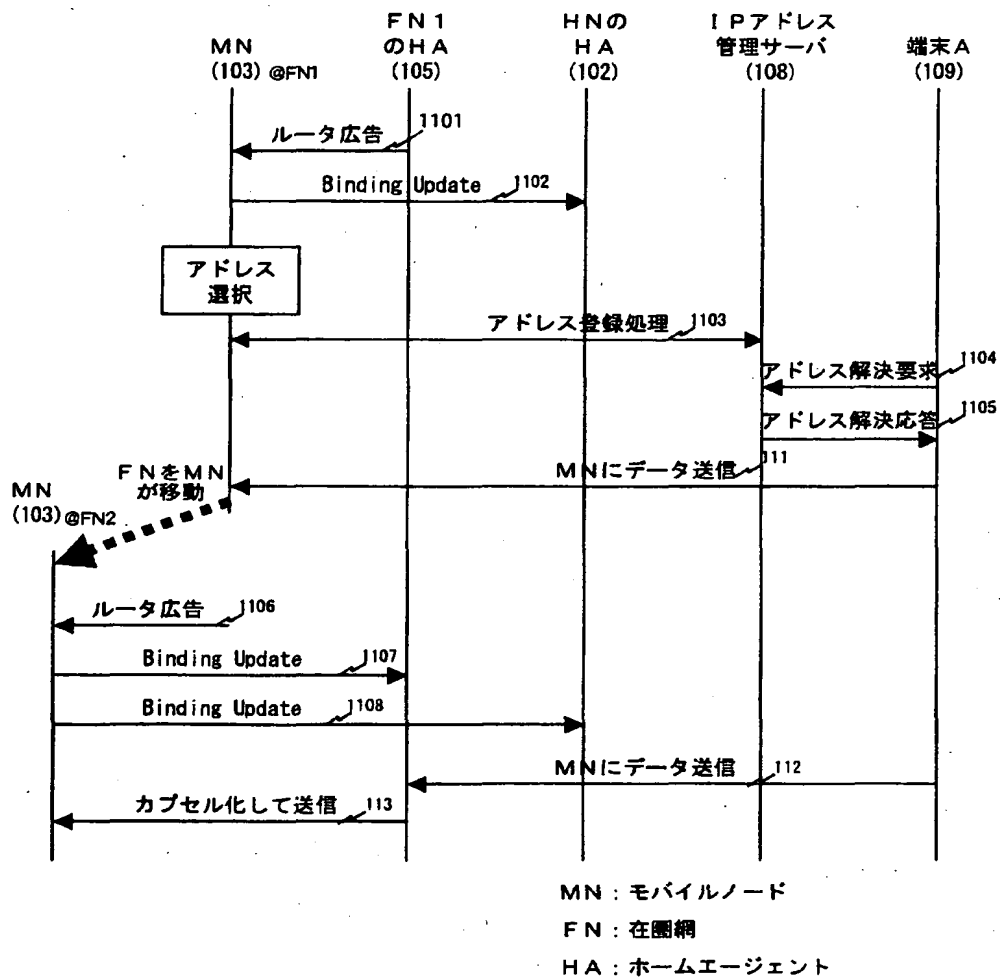 MN
(103) @FN1
FN1
のHA
(105)
HNの
HA
(102)
IPアドレス
管理サーバ
(108)
端末A
(109)
ルータ広告
1101
Binding Update
1102
アドレス
選択
アドレス登録処理
1103
アドレス解決要求
1104
アドレス解決応答
1105
MNにデータ送信
111
FNをMN
が移動
MN
(103)@FN2
ルータ広告
1106
Binding Update
1107
Binding Update
1108
MNにデータ送信
112
カプセル化して送信
113
MN:モバイルノード
FN:在圏網
HA:ホームエージェント